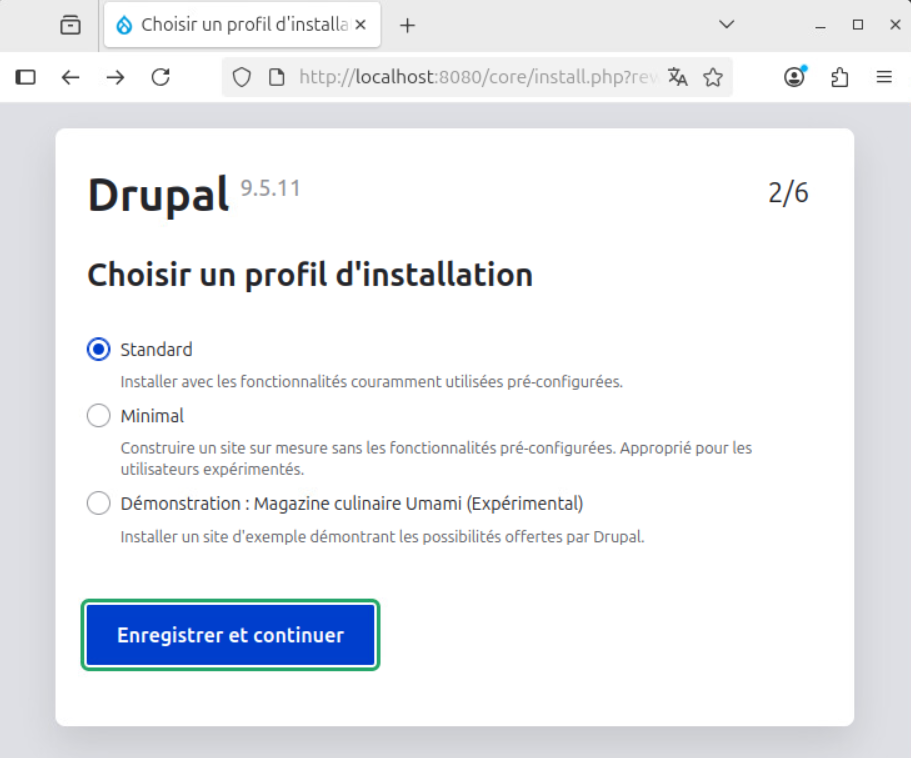 Choisir un profil d'installa
http://localhost:8080/core/install.php?rew
Drupal 9.5.11
2/6
Choisir un profil d'installation
Standard
Installer avec les fonctionnalités couramment utilisées pré-configurées.
Minimal
Construire un site sur mesure sans les fonctionnalités pré-configurées. Approprié pour les
utilisateurs expérimentés.
Démonstration : Magazine culinaire Umami (Expérimental)
Installer un site d'exemple démontrant les possibilités offertes par Drupal.
Enregistrer et continuer